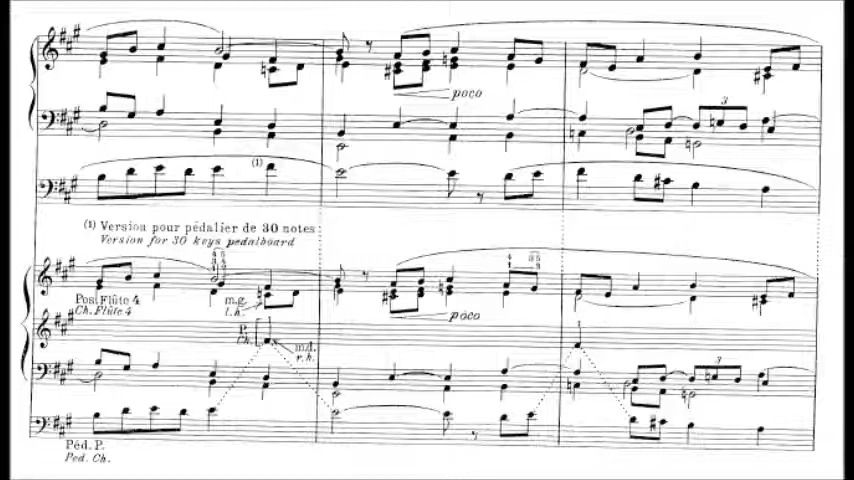 poco
3
(1)
(1) Version pour pédalier de 30 notes
Version for 30 keys pedalboard
Pos. Flûte 4
Ch. Flûte 4
m.g.
l.h.
poco
P.
Ch.
m.d.
r.h.
3
Péd. P.
Ped. Ch.